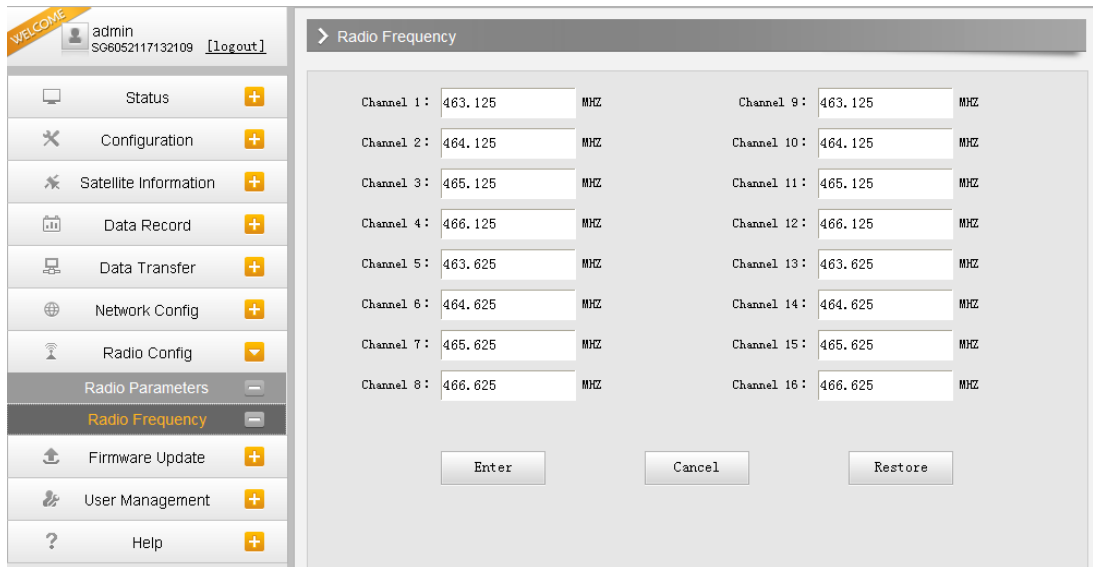 WELCOME
admin
SG6052117132109 [logout]
Status
Configuration
Satellite Information
Data Record
Data Transfer
Network Config
Radio Config
Radio Parameters
Radio Frequency
Firmware Update
User Management
Help
Radio Frequency
Channel 1: 463.125 MHZ Channel 9: 463.125 MHZ
Channel 2: 464.125 MHZ Channel 10: 464.125 MHZ
Channel 3: 465.125 MHZ Channel 11: 465.125 MHZ
Channel 4: 466.125 MHZ Channel 12: 466.125 MHZ
Channel 5: 463.625 MHZ Channel 13: 463.625 MHZ
Channel 6: 464.625 MHZ Channel 14: 464.625 MHZ
Channel 7: 465.625 MHZ Channel 15: 465.625 MHZ
Channel 8: 466.625 MHZ Channel 16: 466.625 MHZ
Enter Cancel Restore